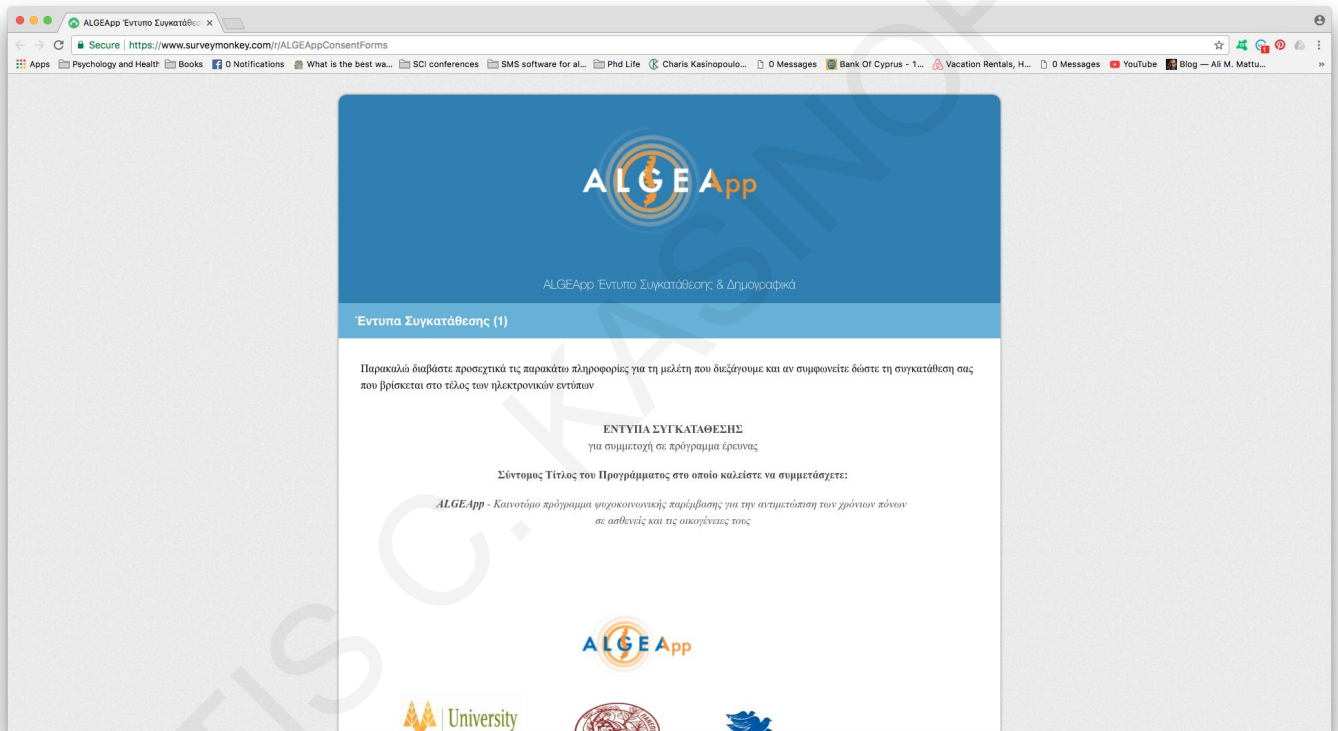 ALGEApp Έντυπο Συγκατάθεσ ×
Secure | https://www.surveymonkey.com/r/ALGEAppConsentForms
Apps Psychology and Health Books 0 Notifications What is the best wa... SCI conferences SMS software for al... Phd Life Charis Kasinopoulo... 0 Messages Bank Of Cyprus - 1... Vacation Rentals, H... 0 Messages YouTube Blog — Ali M. Mattu... »
ALGEApp
ALGEApp Έντυπο Συγκατάθεσης & Δημογραφικά
Έντυπα Συγκατάθεσης (1)
Παρακαλώ διαβάστε προσεχτικά τις παρακάτω πληροφορίες για τη μελέτη που διεξάγουμε και αν συμφωνείτε δώστε τη συγκατάθεση σας
που βρίσκεται στο τέλος των ηλεκτρονικών εντύπων
ΕΝΤΥΠΑ ΣΥΓΚΑΤΑΘΕΣΗΣ
για συμμετοχή σε πρόγραμμα έρευνας
Σύντομος Τίτλος του Προγράμματος στο οποίο καλείστε να συμμετάσχετε:
ALGEApp - Καινοτόμο πρόγραμμα ψυχοκοινωνικής παρέμβασης για την αντιμετώπιση των χρόνιων πόνων
σε ασθενείς και τις οικογένειες τους
ALGEApp
University
TIS C. KASINOP